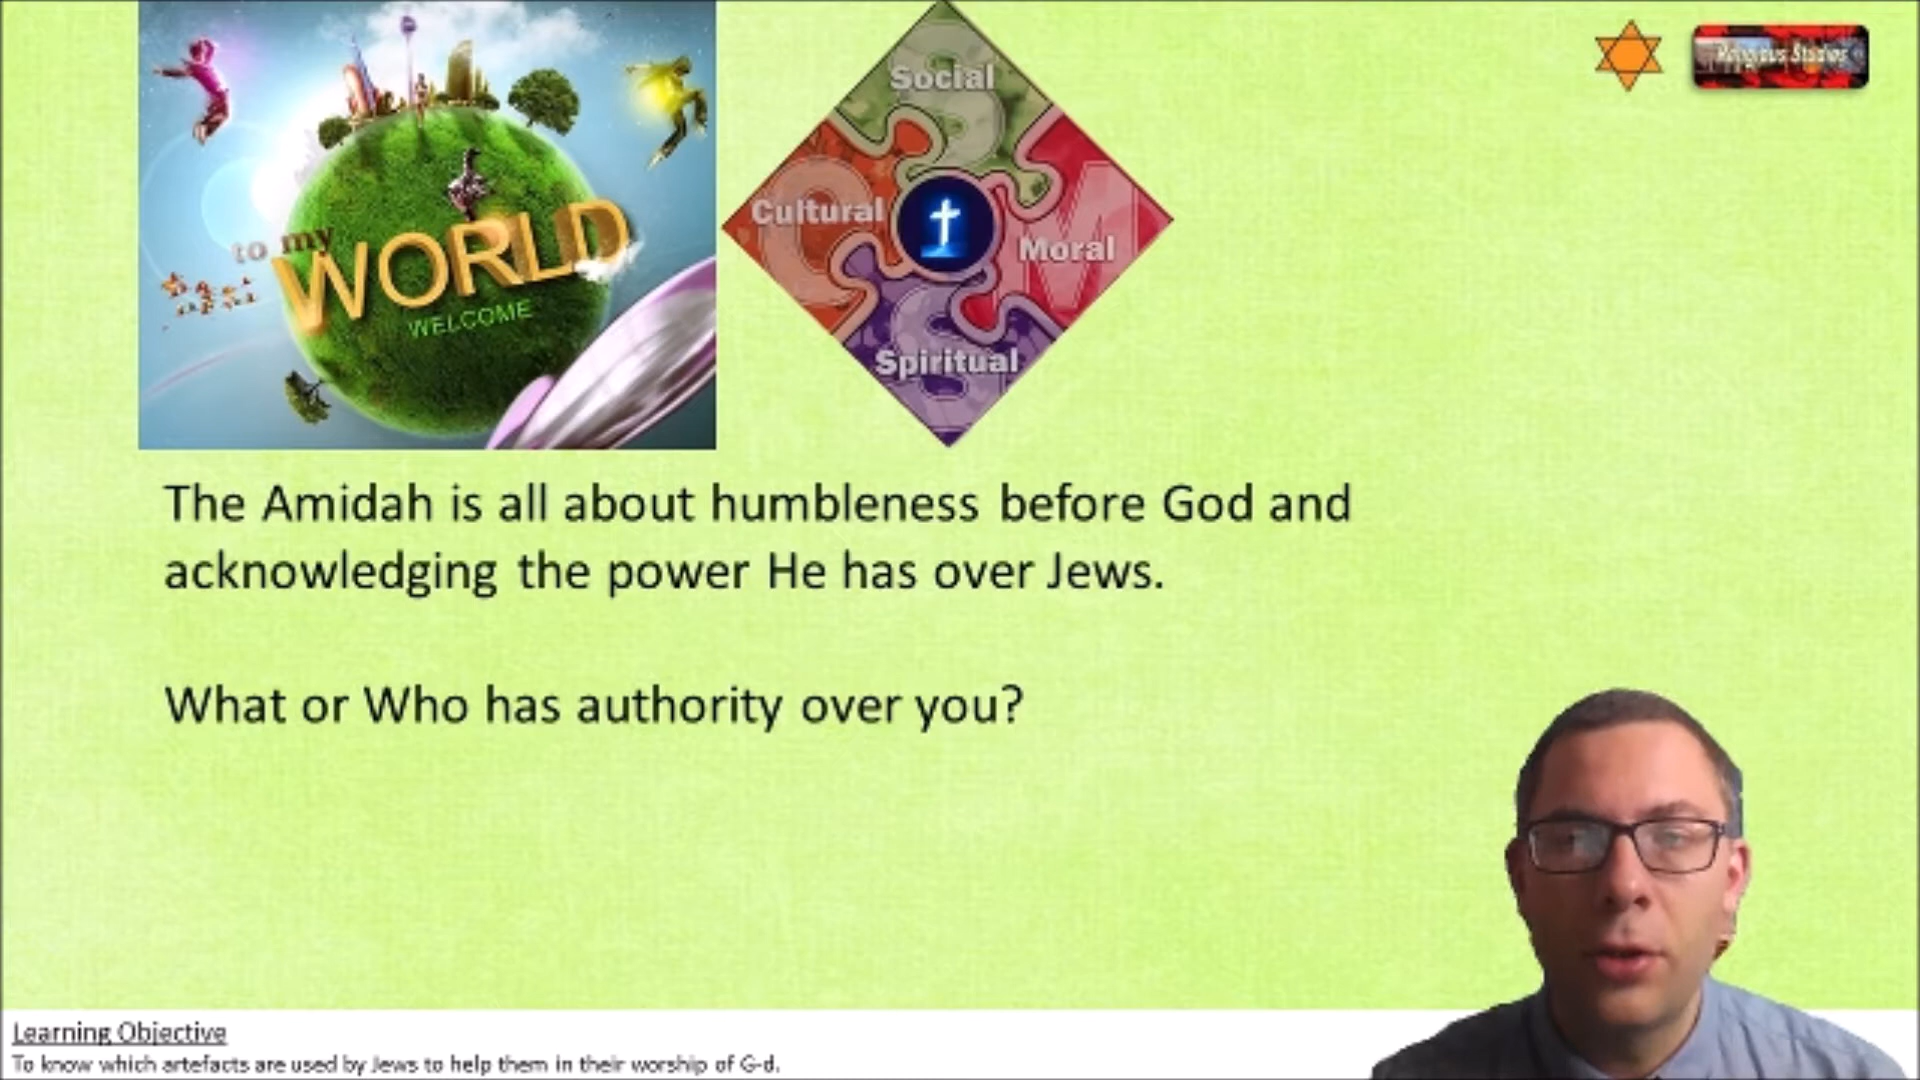 to my
WORLD
WELCOME
Social
Cultural
Moral
Spiritual
Religious Studies
The Amidah is all about humbleness before God and
acknowledging the power He has over Jews.
What or Who has authority over you?
Learning Objective
To know which artefacts are used by Jews to help them in their worship of G-d.